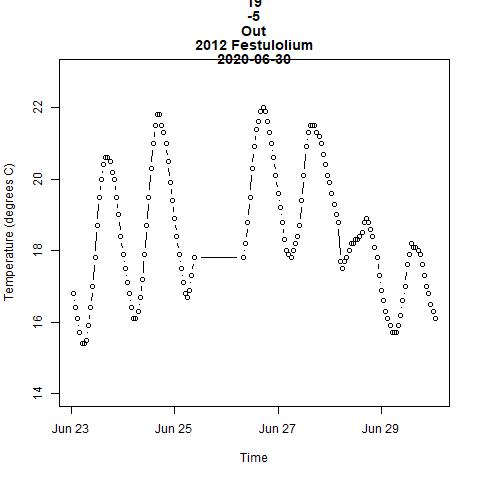 19
-5
Out
2012 Festulolium
2020-06-30
22
20
18
16
14
Temperature (degrees C)
Jun 23
Jun 25
Jun 27
Jun 29
Time